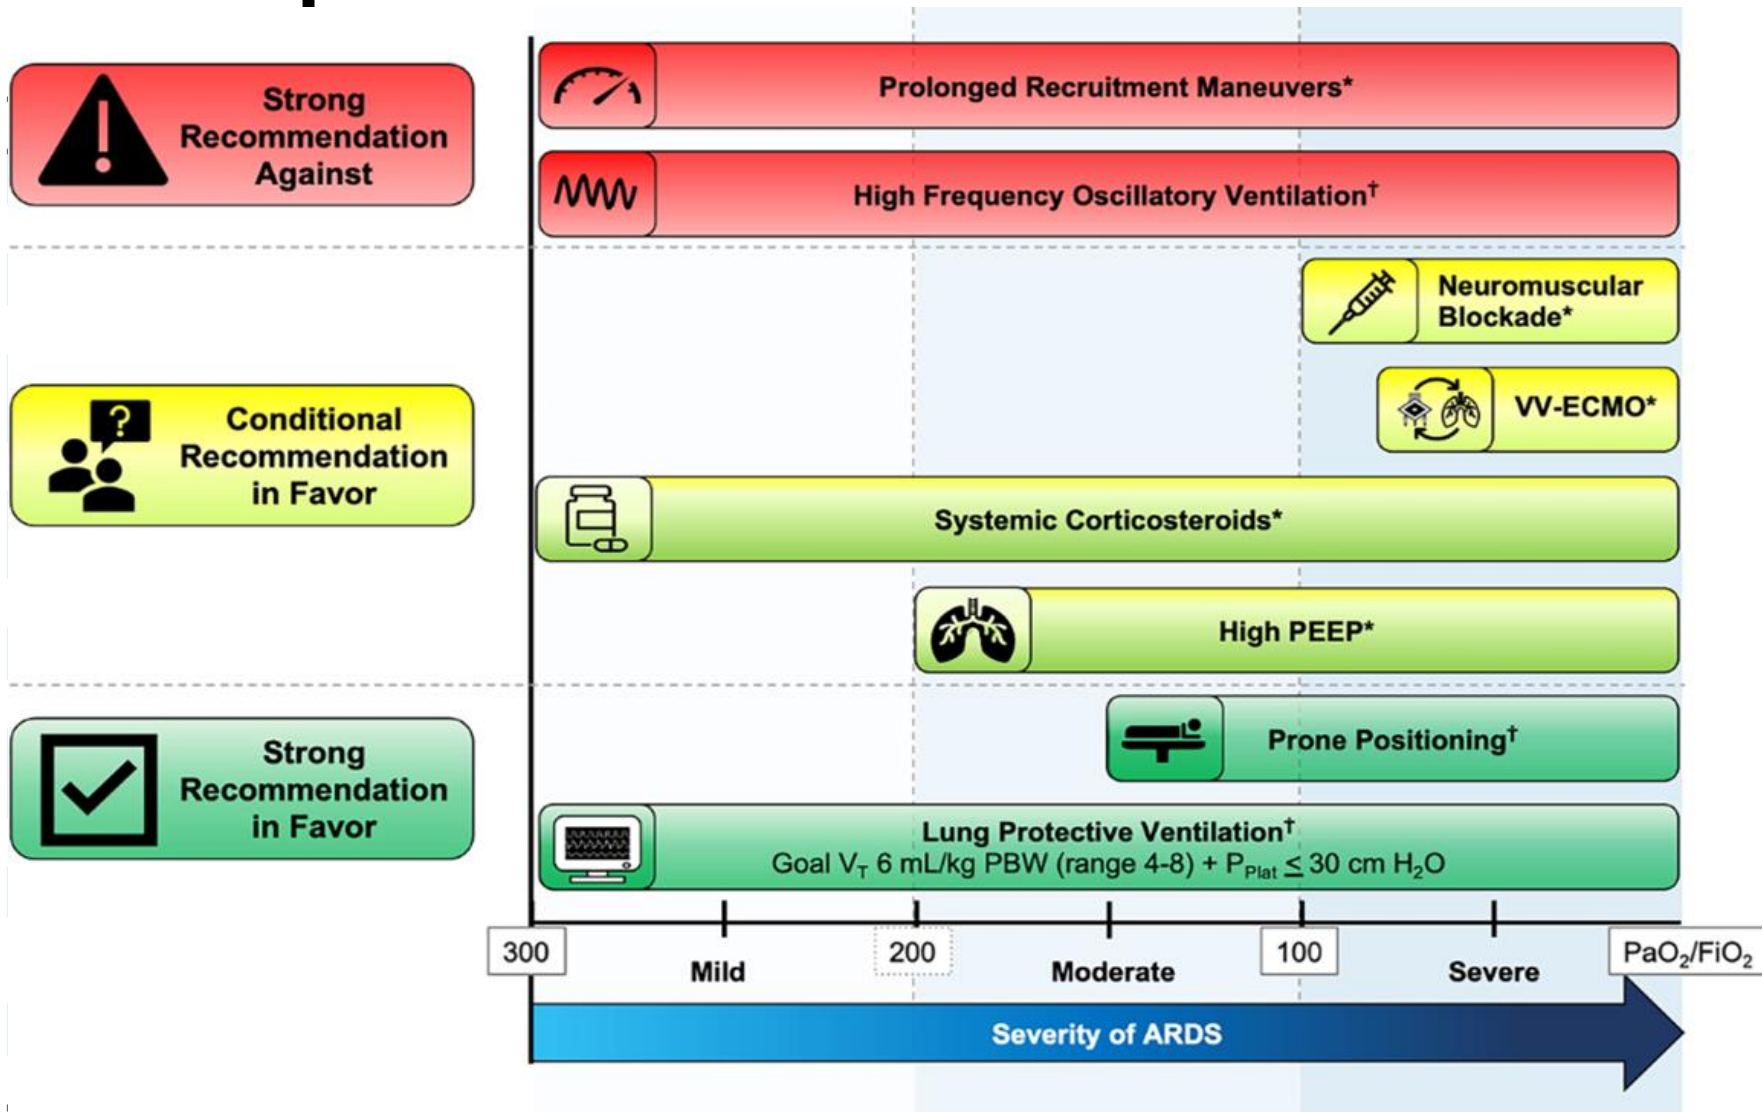 Strong
Recommendation
Against
Prolonged Recruitment Maneuvers*
High Frequency Oscillatory Ventilation†
Conditional
Recommendation
in Favor
?
Neuromuscular
Blockade*
VV-ECMO*
Systemic Corticosteroids*
High PEEP*
Strong
Recommendation
in Favor
Prone Positioning†
Lung Protective Ventilation†
Goal V_T 6 mL/kg PBW (range 4-8) + P_Plat ≤ 30 cm H₂O
300
200
100
PaO₂/FiO₂
Mild
Moderate
Severe
Severity of ARDS